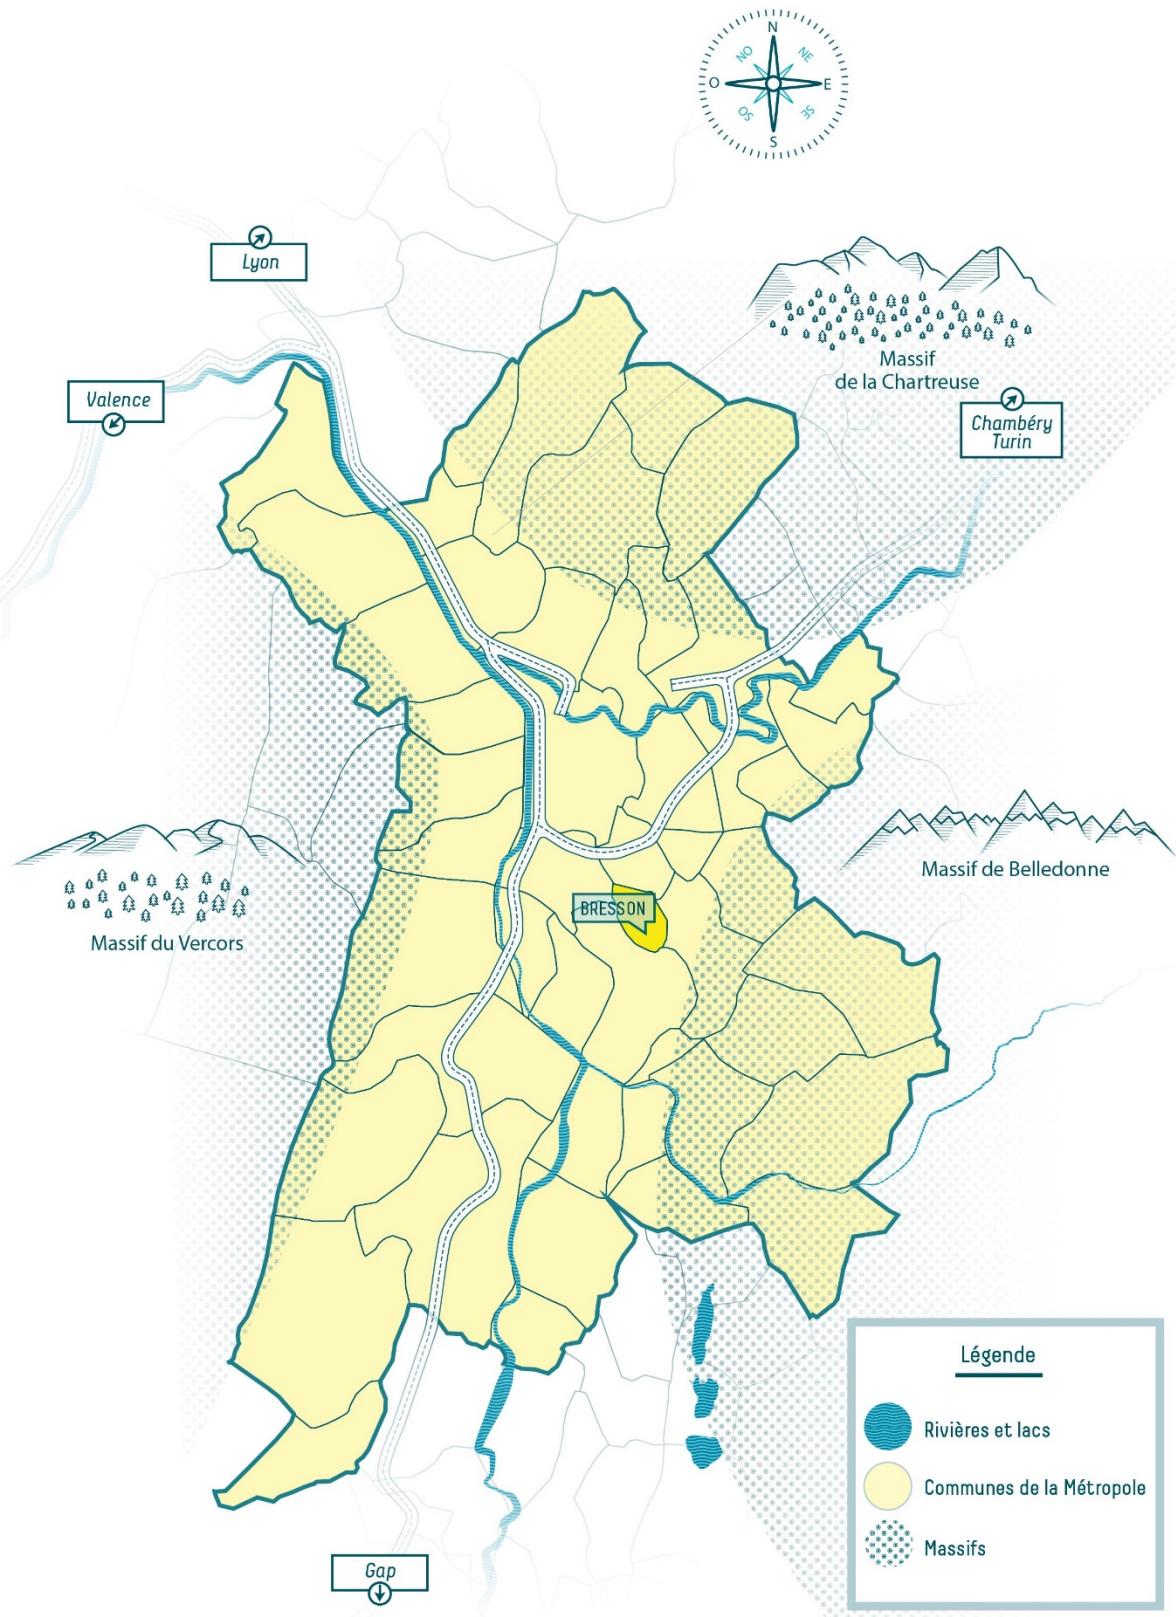 N
NO
NE
O
E
SO
SE
S
Lyon
Valence
Massif
de la Chartreuse
Chambéry
Turin
Massif de Belledonne
BRESSON
Massif du Vercors
Légende
Rivières et lacs
Communes de la Métropole
Massifs
Gap